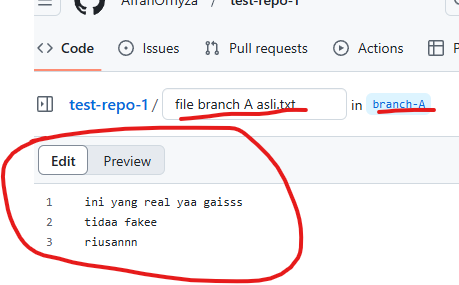 AffanOrhyza / test-repo-1
Code Issues Pull requests Actions
test-repo-1 / file branch A asli.txt in branch-A
Edit Preview
1 ini yang real yaa gaisss
2 tidaa fakee
3 riusannn